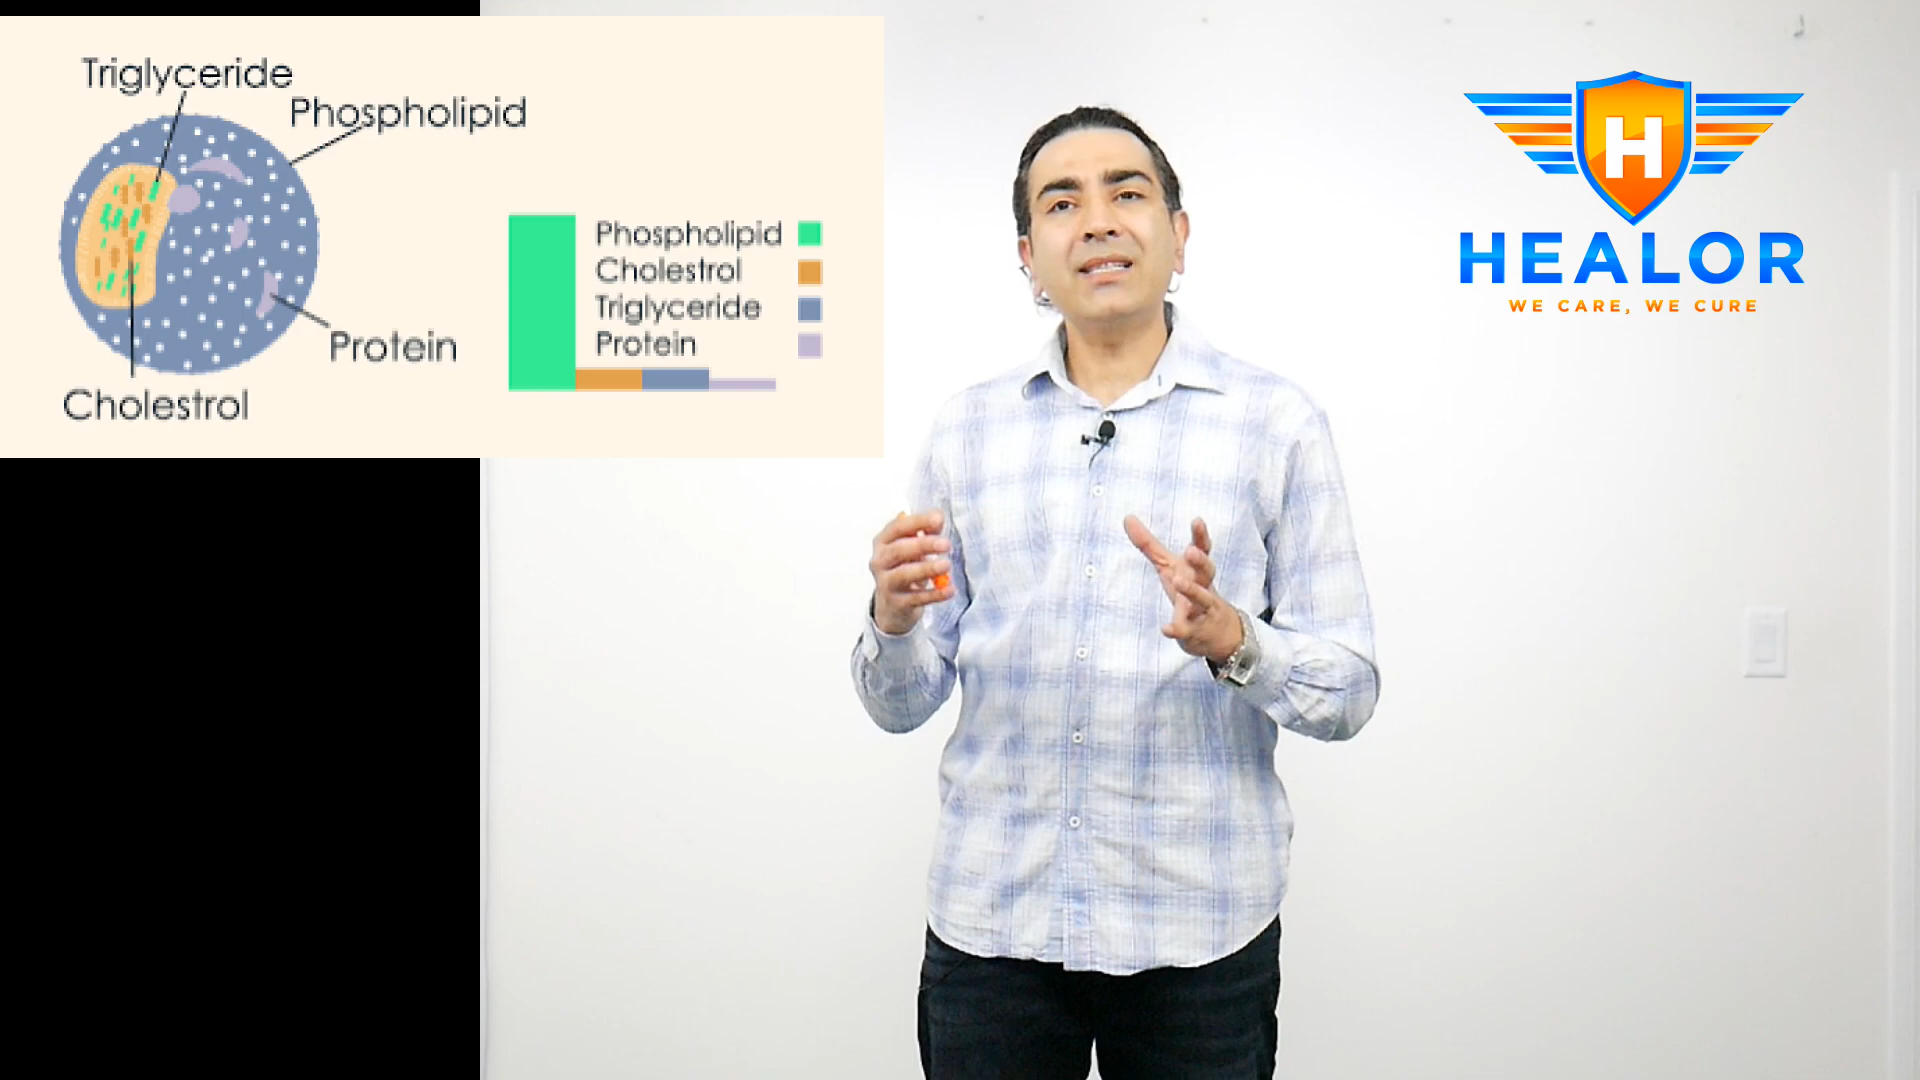 Triglyceride
Phospholipid
Protein
Cholestrol
Phospholipid
Cholestrol
Triglyceride
Protein
H
HEALOR
WE CARE, WE CURE